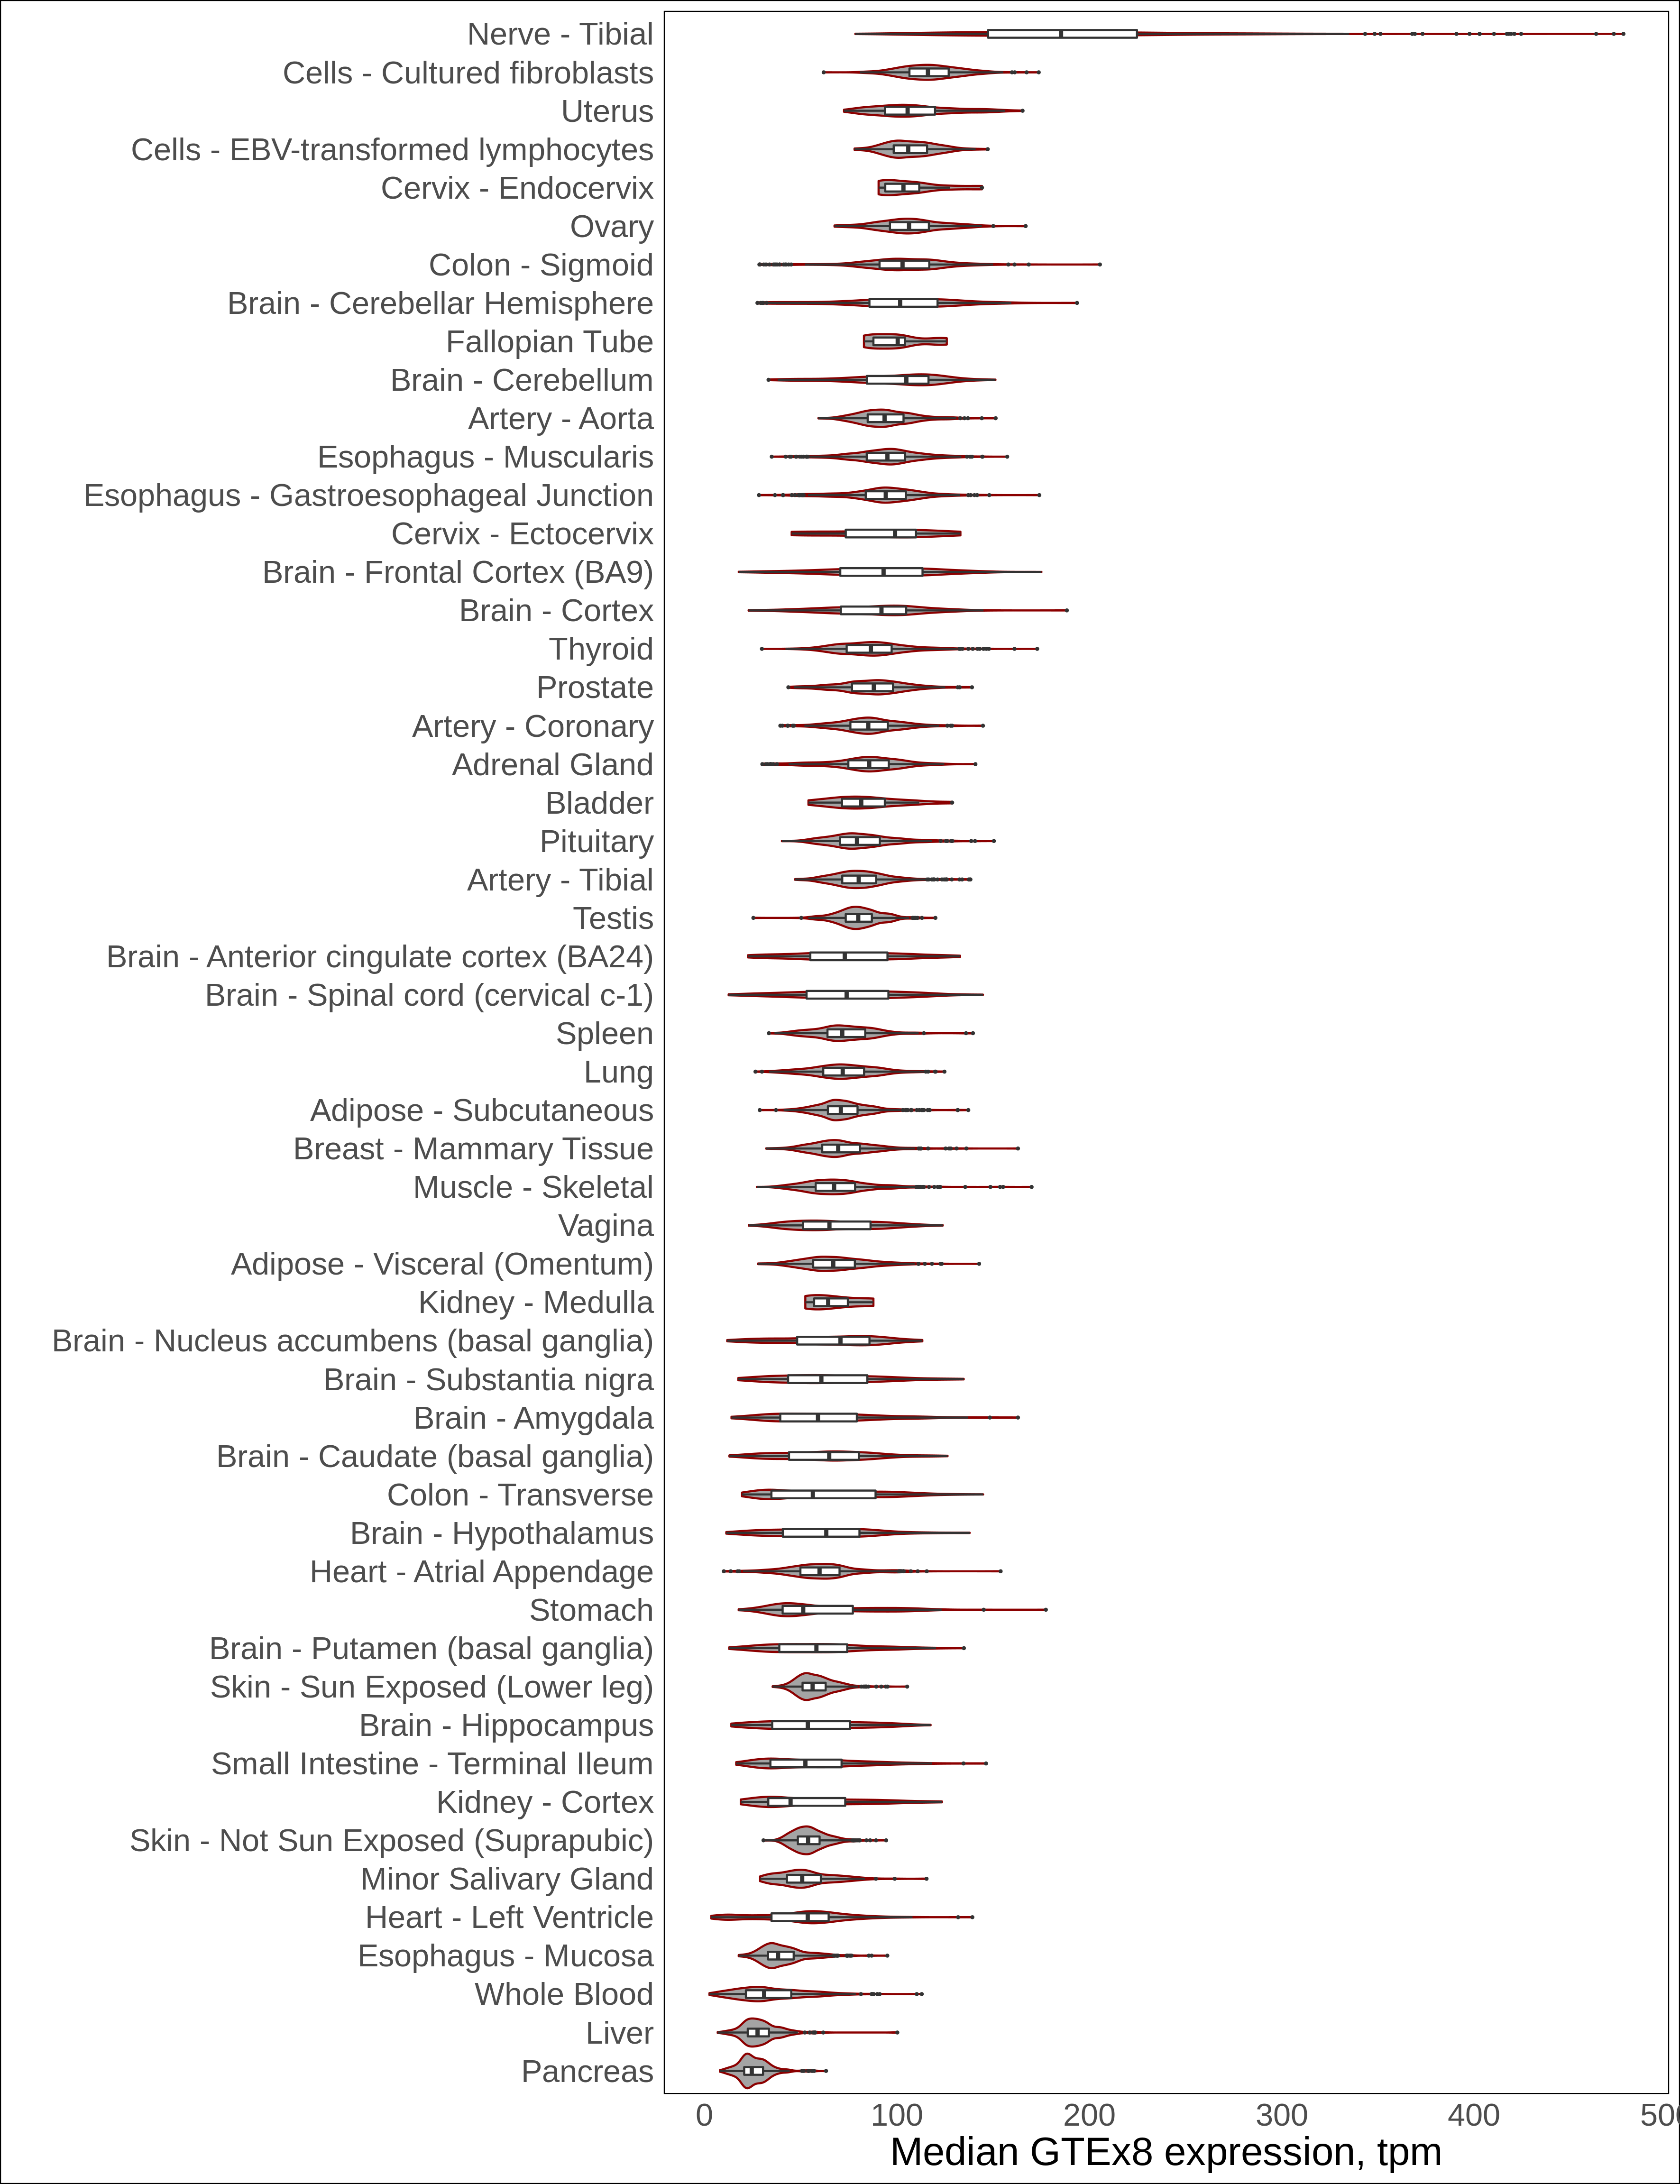 Nerve - Tibial
Cells - Cultured fibroblasts
Uterus
Cells - EBV-transformed lymphocytes
Cervix - Endocervix
Ovary
Colon - Sigmoid
Brain - Cerebellar Hemisphere
Fallopian Tube
Brain - Cerebellum
Artery - Aorta
Esophagus - Muscularis
Esophagus - Gastroesophageal Junction
Cervix - Ectocervix
Brain - Frontal Cortex (BA9)
Brain - Cortex
Thyroid
Prostate
Artery - Coronary
Adrenal Gland
Bladder
Pituitary
Artery - Tibial
Testis
Brain - Anterior cingulate cortex (BA24)
Brain - Spinal cord (cervical c-1)
Spleen
Lung
Adipose - Subcutaneous
Breast - Mammary Tissue
Muscle - Skeletal
Vagina
Adipose - Visceral (Omentum)
Kidney - Medulla
Brain - Nucleus accumbens (basal ganglia)
Brain - Substantia nigra
Brain - Amygdala
Brain - Caudate (basal ganglia)
Colon - Transverse
Brain - Hypothalamus
Heart - Atrial Appendage
Stomach
Brain - Putamen (basal ganglia)
Skin - Sun Exposed (Lower leg)
Brain - Hippocampus
Small Intestine - Terminal Ileum
Kidney - Cortex
Skin - Not Sun Exposed (Suprapubic)
Minor Salivary Gland
Heart - Left Ventricle
Esophagus - Mucosa
Whole Blood
Liver
Pancreas
0 100 200 300 400
Median GTEx8 expression, tpm